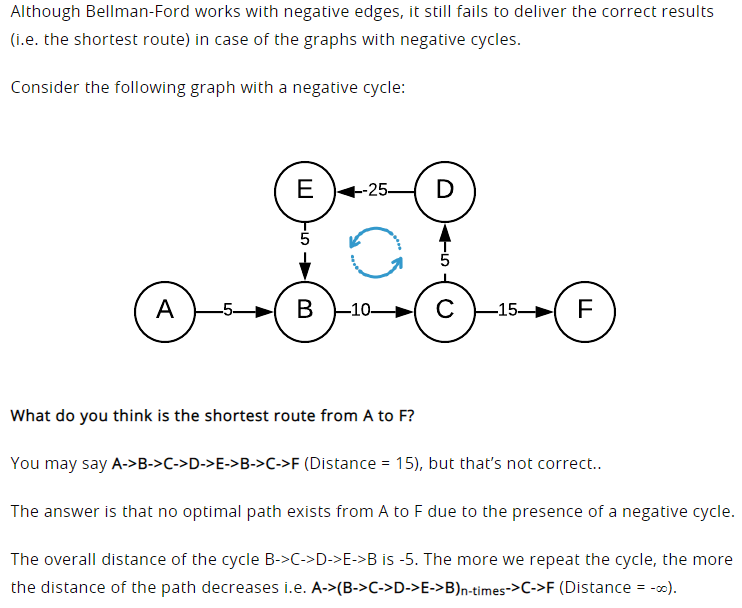 Although Bellman-Ford works with negative edges, it still fails to deliver the correct results
(i.e. the shortest route) in case of the graphs with negative cycles.
Consider the following graph with a negative cycle:
E
-25
D
5
5
A
5
B
10
C
15
F
What do you think is the shortest route from A to F?
You may say A->B->C->D->E->B->C->F (Distance = 15), but that's not correct..
The answer is that no optimal path exists from A to F due to the presence of a negative cycle.
The overall distance of the cycle B->C->D->E->B is -5. The more we repeat the cycle, the more
the distance of the path decreases i.e. A->(B->C->D->E->B)n-times->C->F (Distance = -∞).